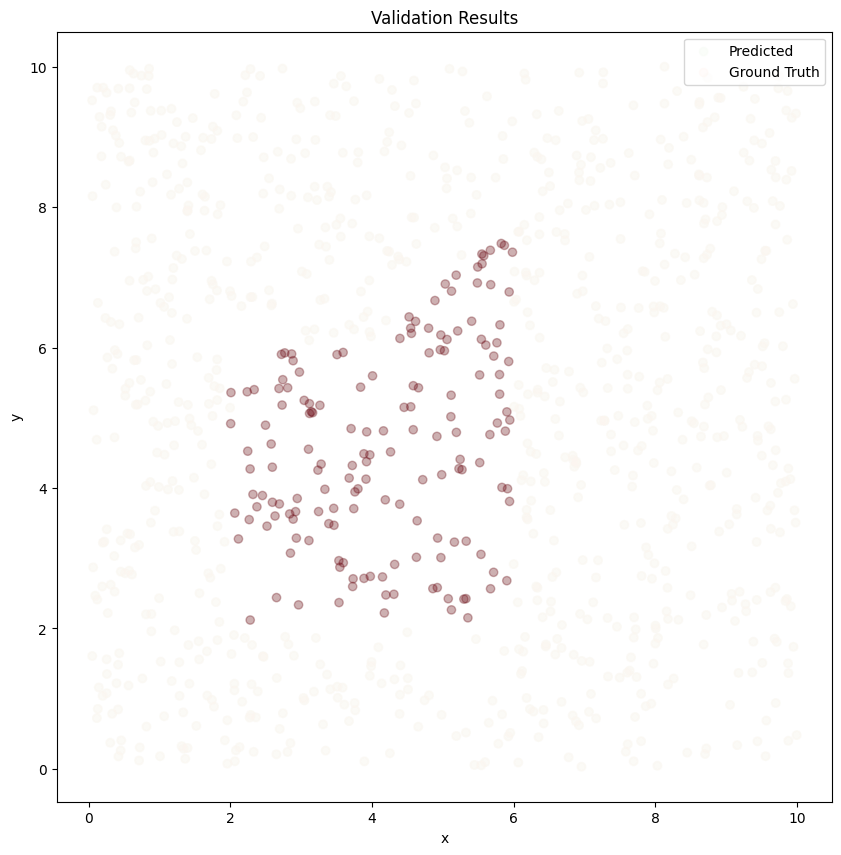 Validation Results
Predicted
Ground Truth
10
8
6
4
2
0
y
0 2 4 6 8 10
x